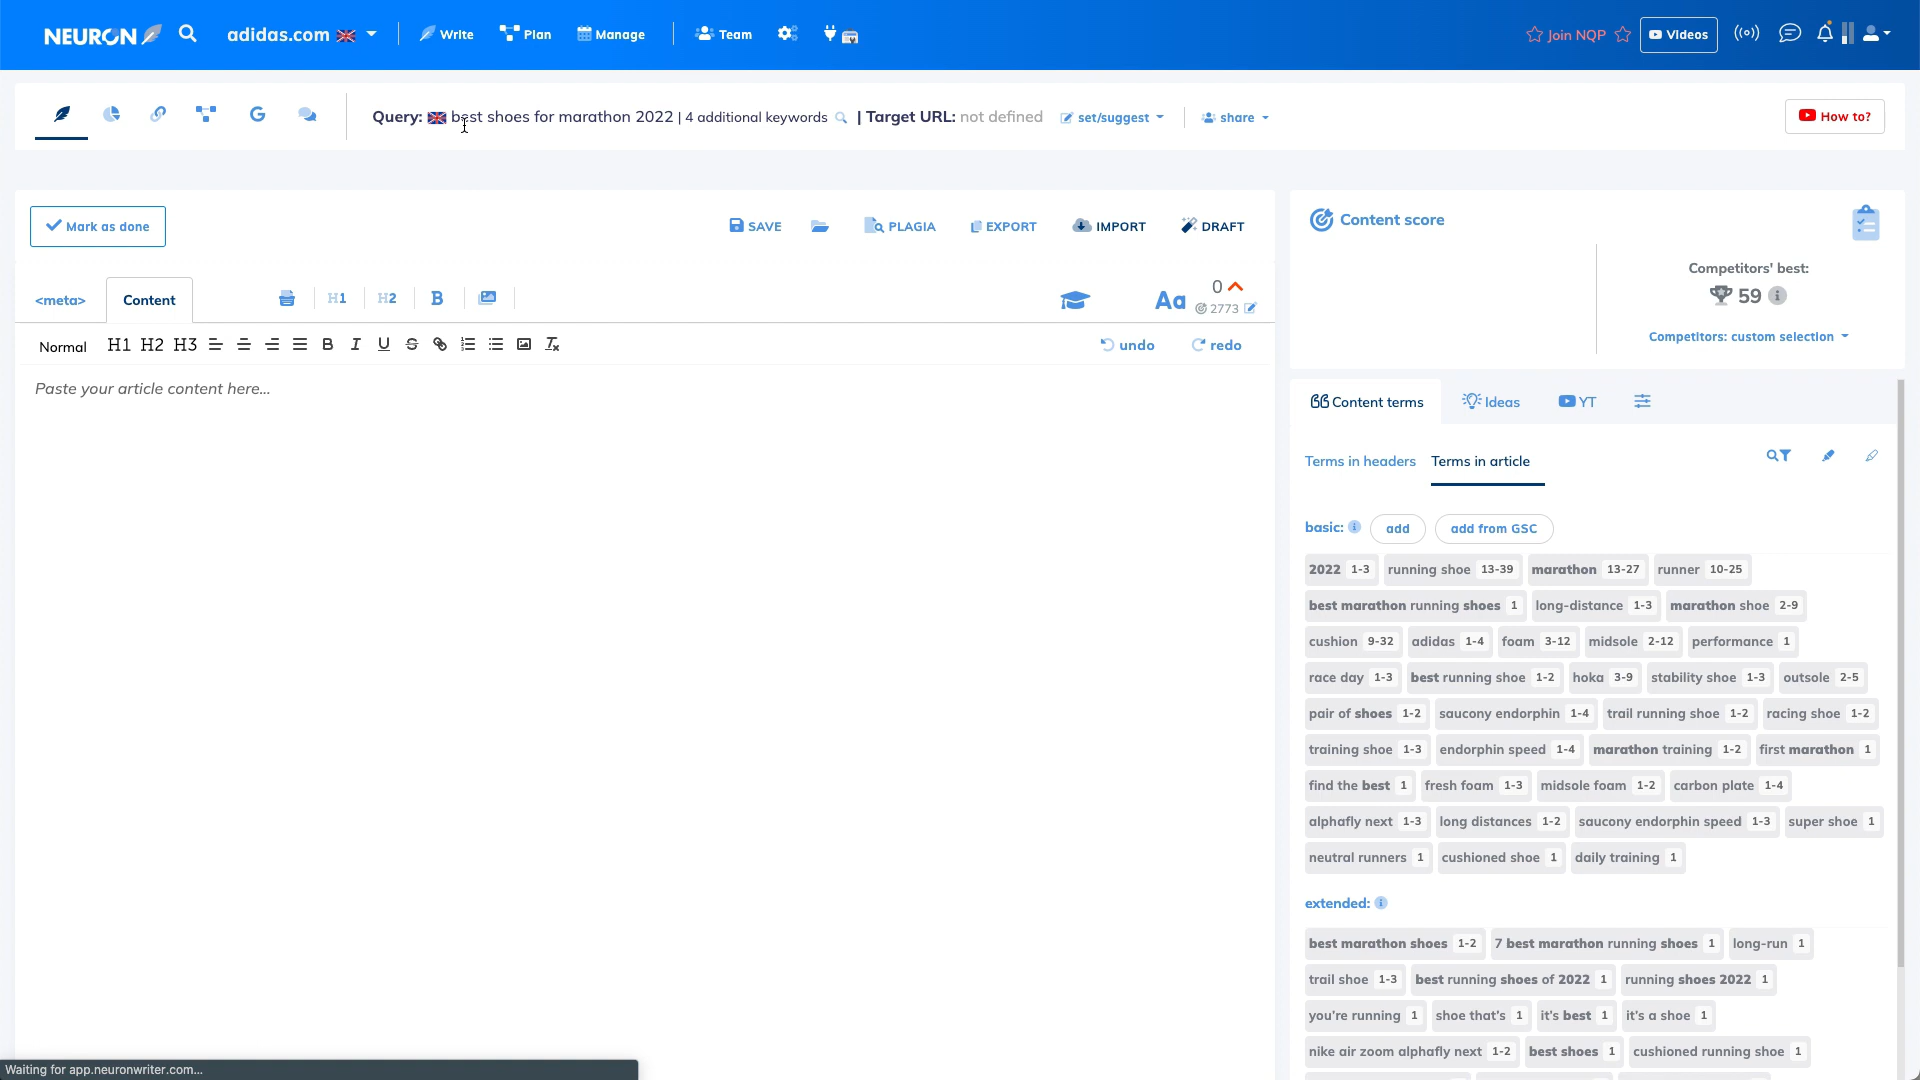 NEURON adidas.com Write Plan Manage Team Join NQP Videos
Query: best shoes for marathon 2022 | 4 additional keywords | Target URL: not defined set/suggest share How to?
Mark as done SAVE PLAGIA EXPORT IMPORT DRAFT
<meta> Content H1 H2 B Aa 0
2773
Normal H1 H2 H3 B I U S undo redo
Paste your article content here...
Content score
Competitors' best:
59
Competitors: custom selection
Content terms Ideas YT
Terms in headers Terms in article
basic: add add from GSC
2022 1-3 running shoe 13-39 marathon 13-27 runner 10-25
best marathon running shoes 1 long-distance 1-3 marathon shoe 2-9
cushion 9-32 adidas 1-4 foam 3-12 midsole 2-12 performance 1
race day 1-3 best running shoe 1-2 hoka 3-9 stability shoe 1-3 outsole 2-5
pair of shoes 1-2 saucony endorphin 1-4 trail running shoe 1-2 racing shoe 1-2
training shoe 1-3 endorphin speed 1-4 marathon training 1-2 first marathon 1
find the best 1 fresh foam 1-3 midsole foam 1-2 carbon plate 1-4
alphafly next 1-3 long distances 1-2 saucony endorphin speed 1-3 super shoe 1
neutral runners 1 cushioned shoe 1 daily training 1
extended:
best marathon shoes 1-2 7 best marathon running shoes 1 long-run 1
trail shoe 1-3 best running shoes of 2022 1 running shoes 2022 1
you're running 1 shoe that's 1 it's best 1 it's a shoe 1
nike air zoom alphafly next 1-2 best shoes 1 cushioned running shoe 1
Waiting for app.neuronwriter.com...